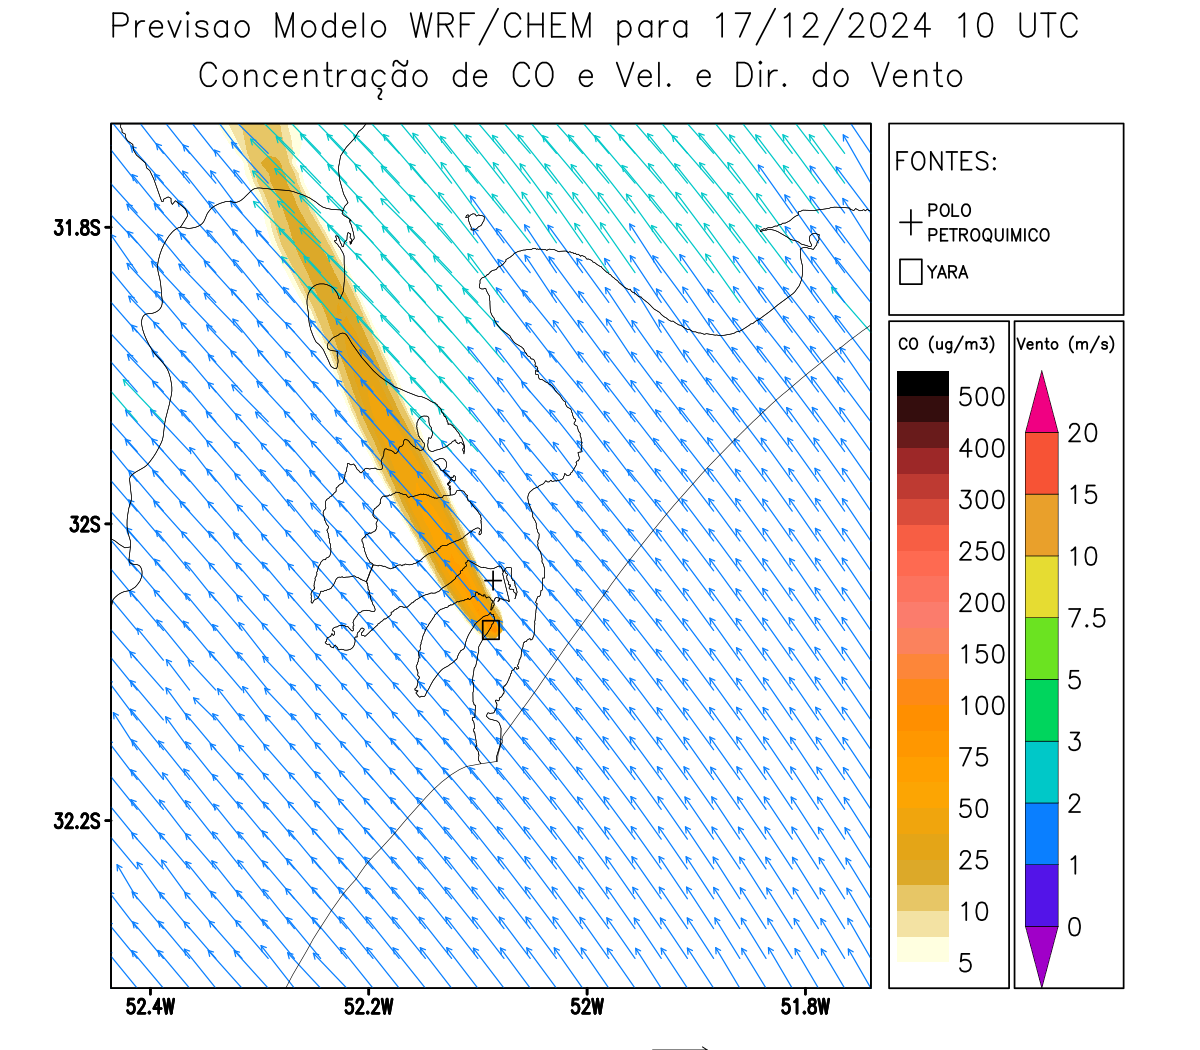 Previsao Modelo WRF/CHEM para 17/12/2024 10 UTC
Concentração de CO e Vel. e Dir. do Vento
FONTES:
POLO
PETROQUIMICO
YARA
31.8S
32S
32.2S
52.4W
52.2W
52W
51.8W
CO (ug/m3)
500
400
300
250
200
150
100
75
50
25
10
5
Vento (m/s)
20
15
10
7.5
5
3
2
1
0